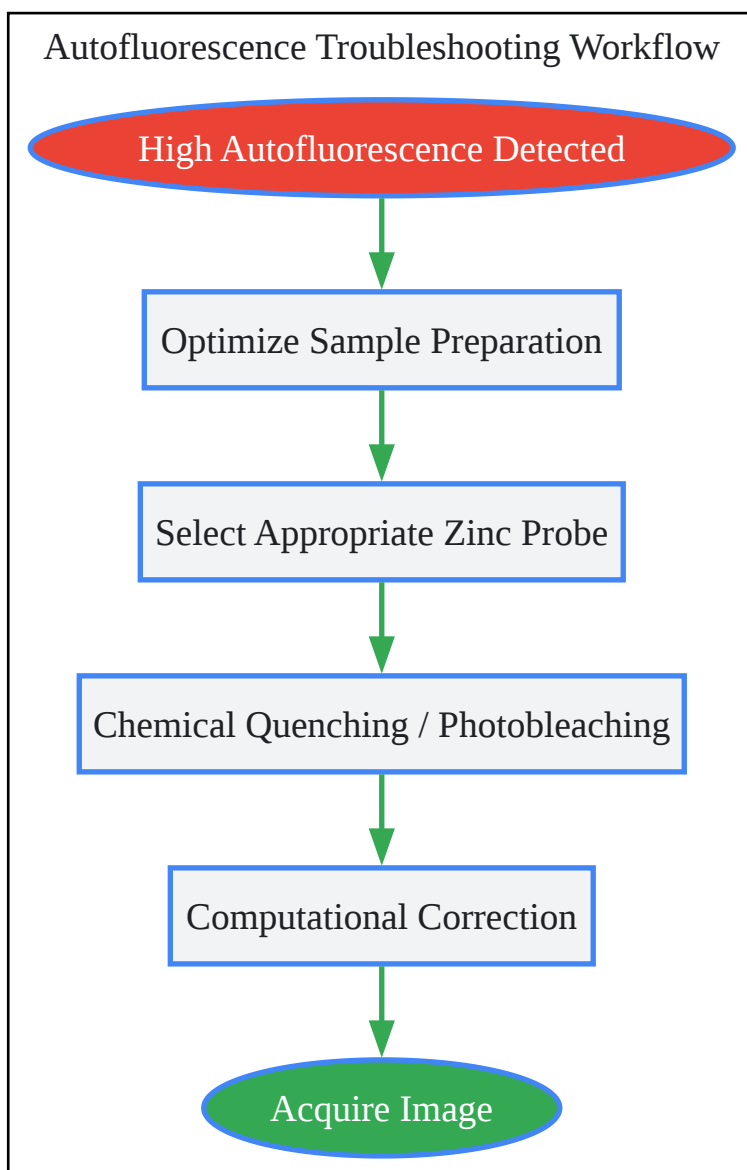 Autofluorescence Troubleshooting Workflow
High Autofluorescence Detected
Optimize Sample Preparation
Select Appropriate Zinc Probe
Chemical Quenching / Photobleaching
Computational Correction
Acquire Image